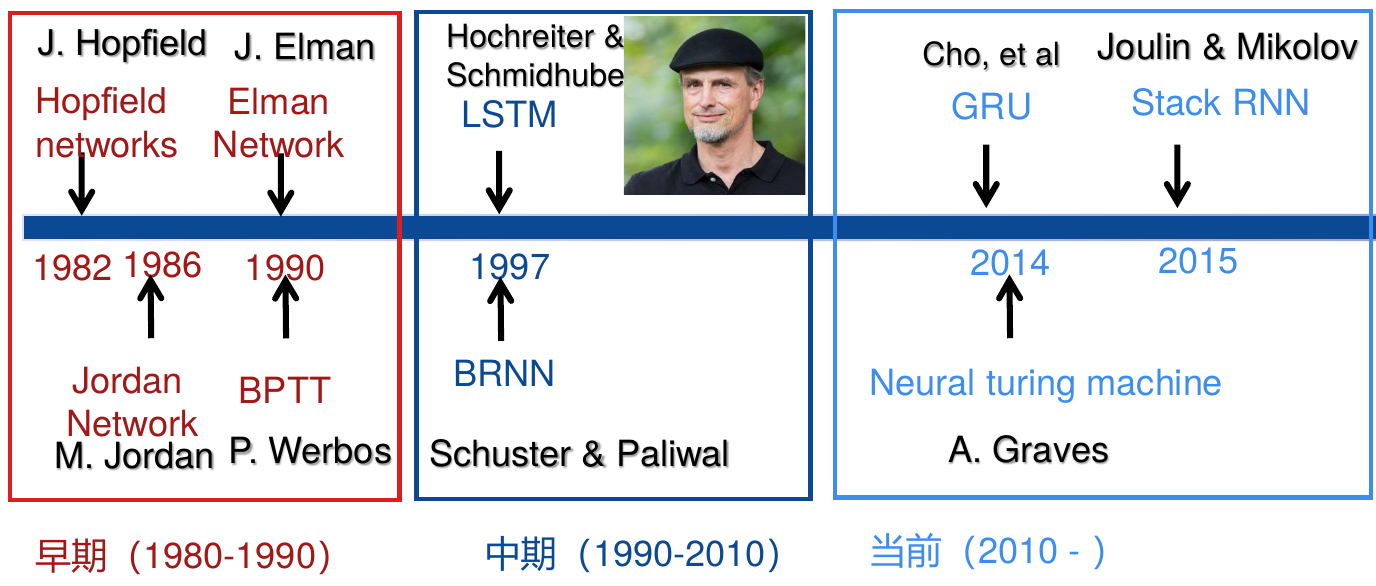 J. Hopfield
Hopfield
networks
J. Elman
Elman
Network
1982
1986
1990
Jordan
Network
M. Jordan
BPTT
P. Werbos
早期（1980-1990）
Hochreiter &
Schmidhube
LSTM
1997
BRNN
Schuster & Paliwal
中期（1990-2010）
Cho, et al
GRU
Joulin & Mikolov
Stack RNN
2014
2015
Neural turing machine
A. Graves
当前（2010 - ）